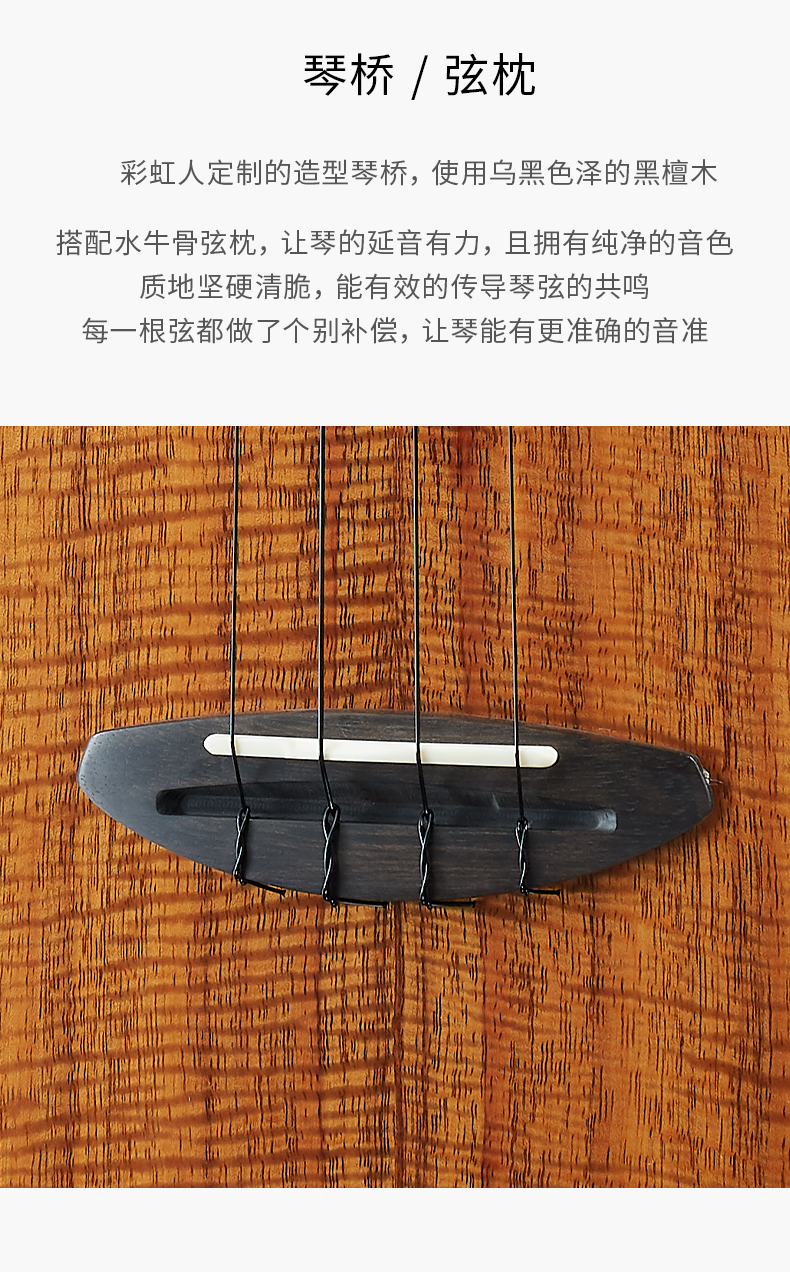 琴桥 / 弦枕
彩虹人定制的造型琴桥，使用乌黑色泽的黑檀木
搭配水牛骨弦枕，让琴的延音有力，且拥有纯净的音色
质地坚硬清脆，能有效的传导琴弦的共鸣
每一根弦都做了个别补偿，让琴能有更准确的音准